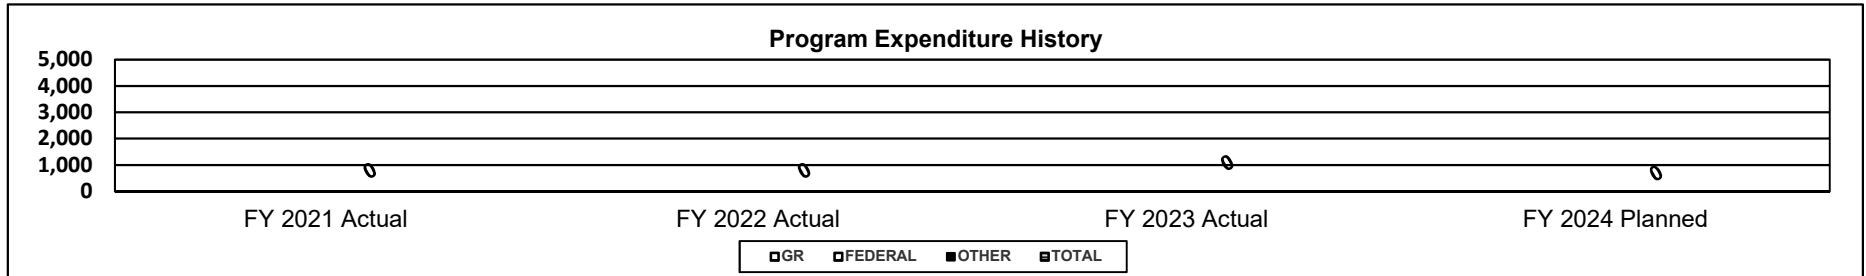 Program Expenditure History
5,000
4,000
3,000
2,000
1,000
0
0 0 0 0
FY 2021 Actual FY 2022 Actual FY 2023 Actual FY 2024 Planned
GR FEDERAL OTHER TOTAL